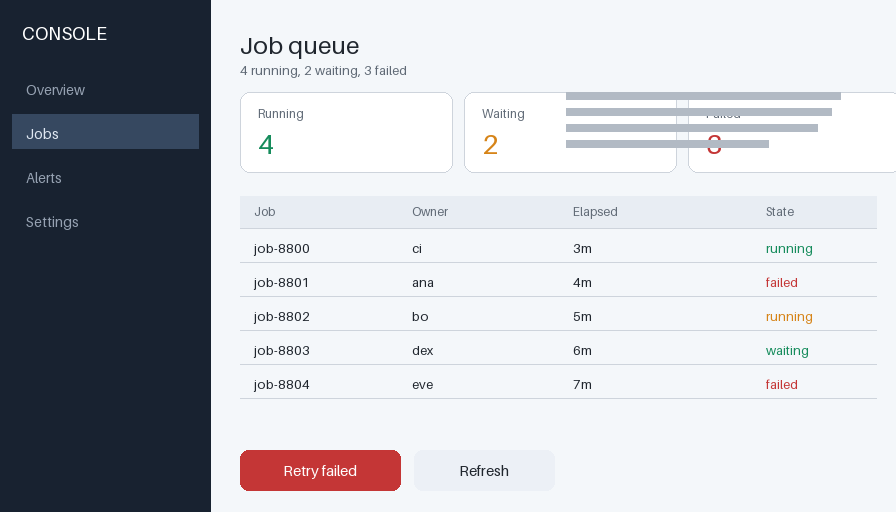 CONSOLE
Overview
Jobs
Alerts
Settings
Job queue
4 running, 2 waiting, 3 failed
Running
4
Waiting
2
Failed
3
Job Owner Elapsed State
job-8800 ci 3m running
job-8801 ana 4m failed
job-8802 bo 5m running
job-8803 dex 6m waiting
job-8804 eve 7m failed
Retry failed
Refresh